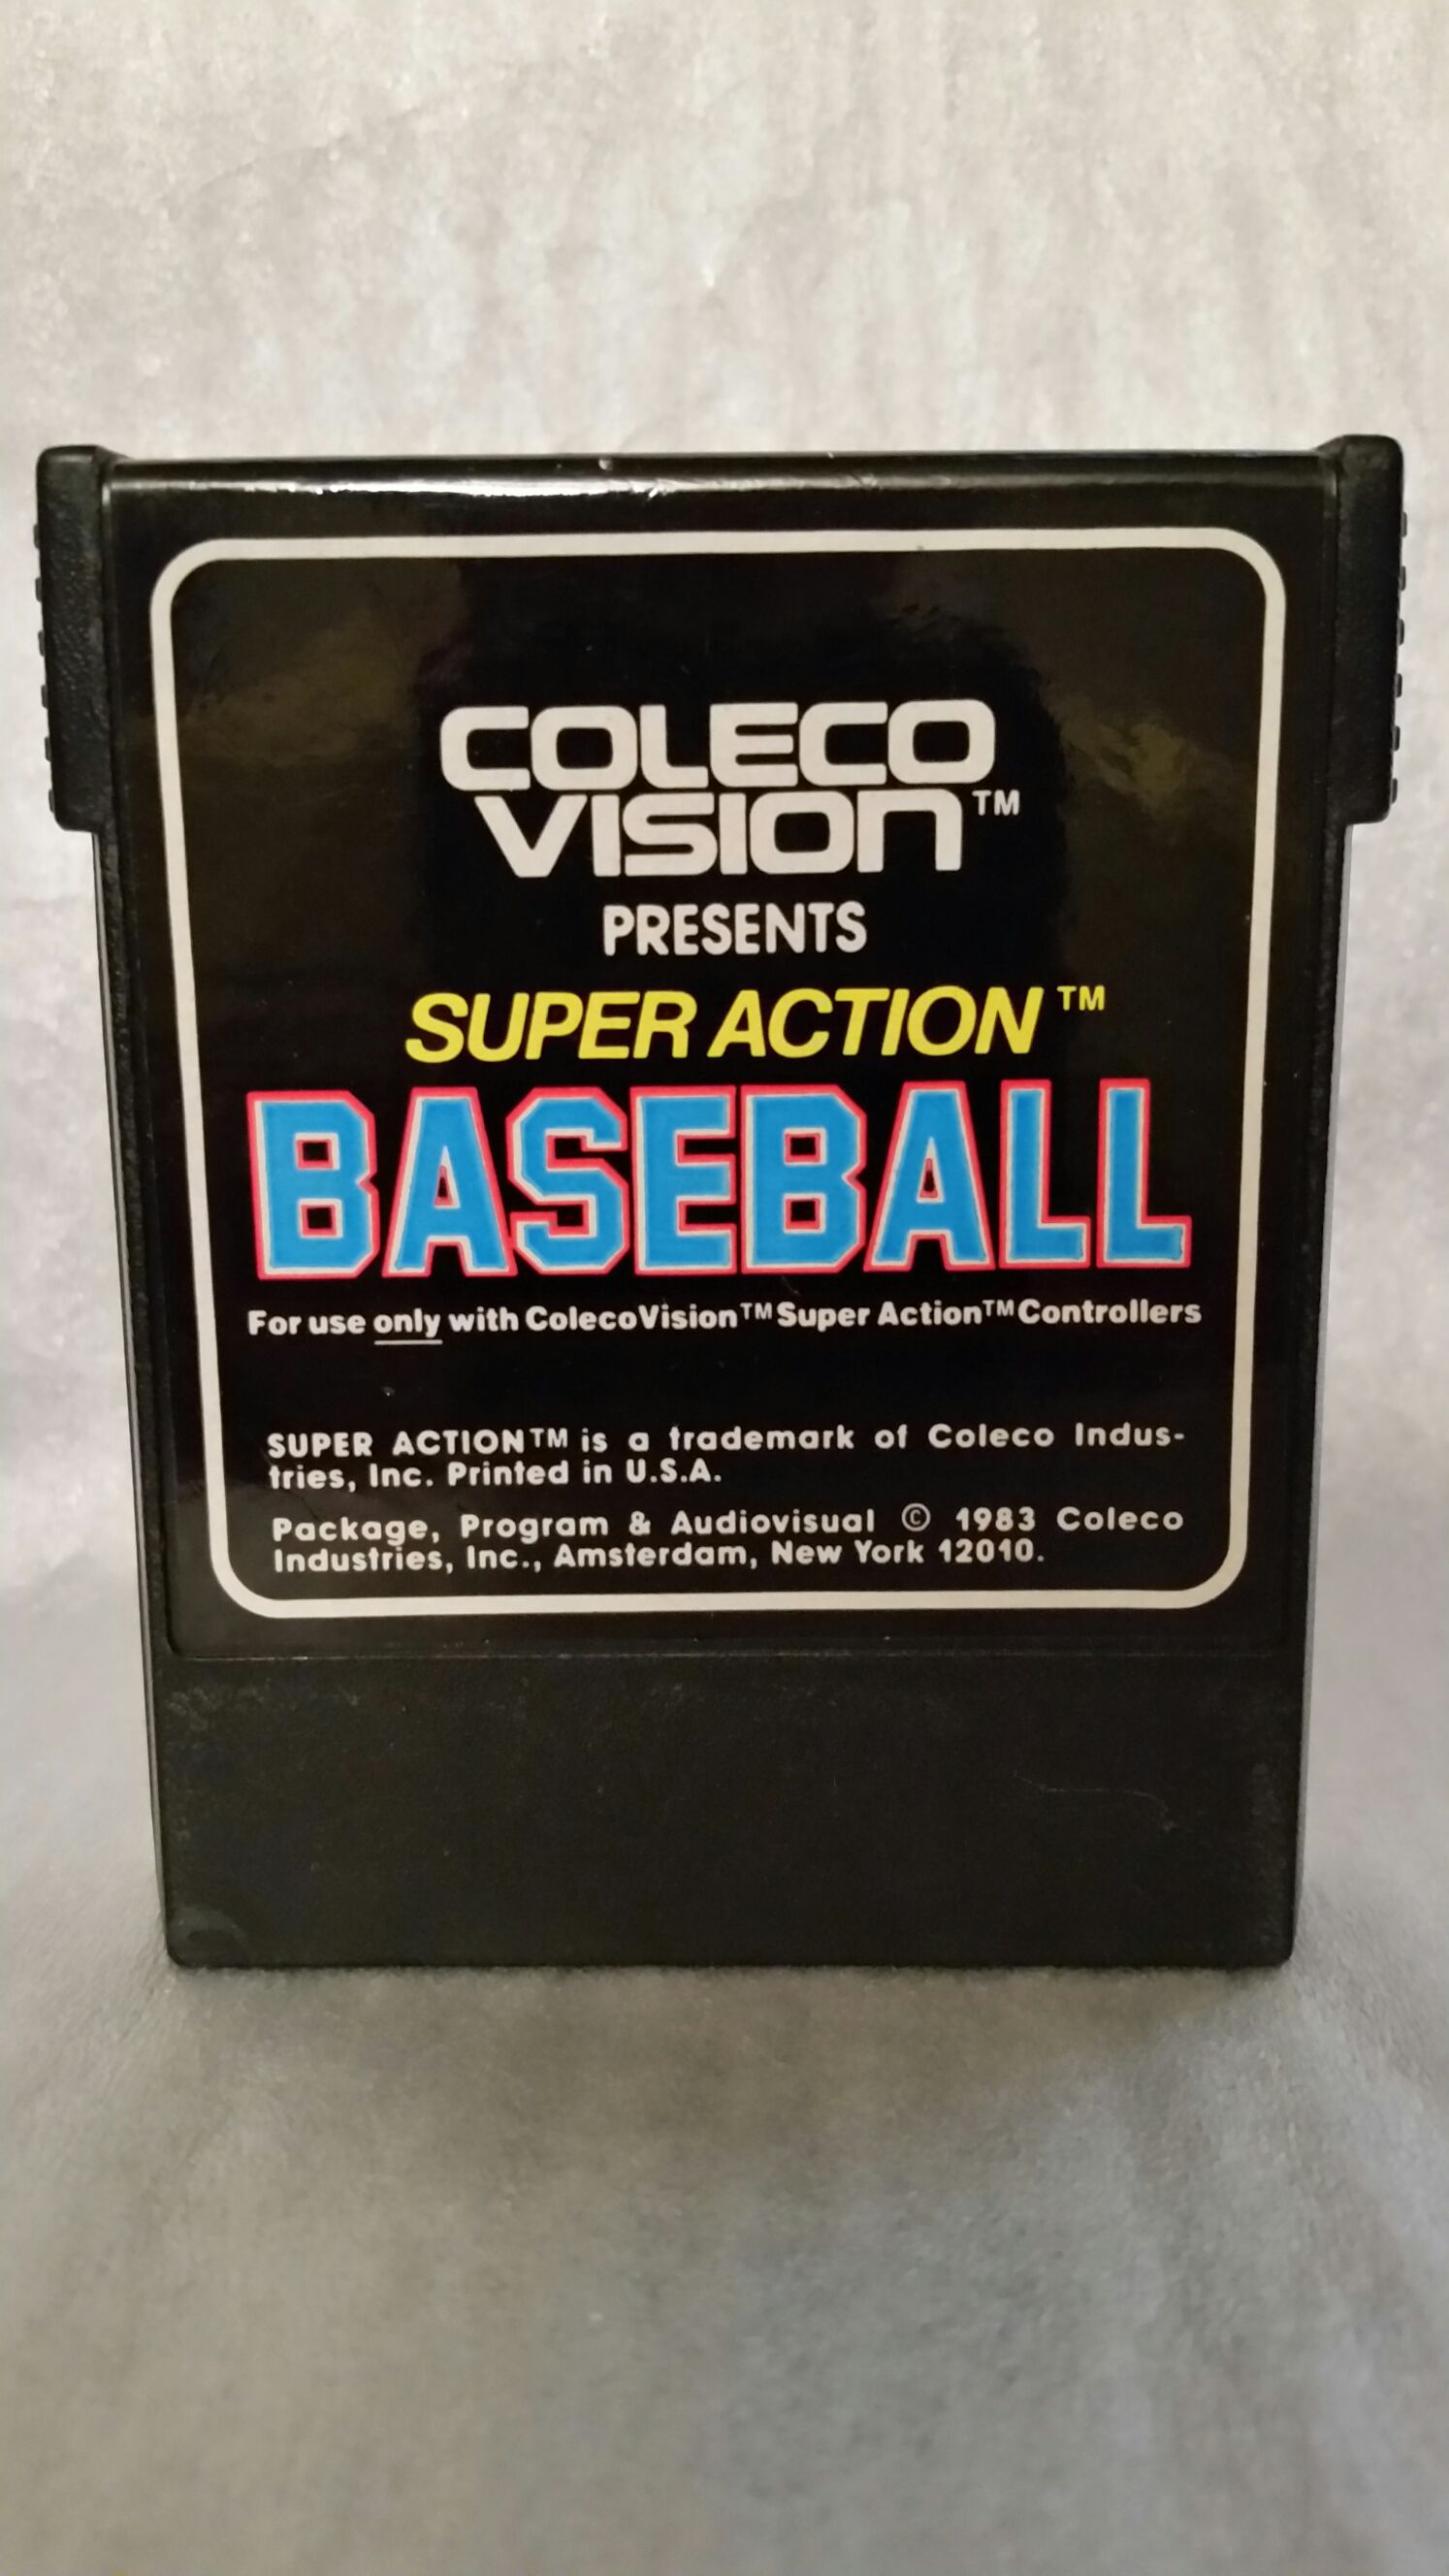 COLECO
VISION™
PRESENTS
SUPER ACTION™
BASEBALL
For use only with ColecoVision™ Super Action™ Controllers
SUPER ACTION™ is a trademark of Coleco Indus-
tries, Inc. Printed in U.S.A.
Package, Program & Audiovisual © 1983 Coleco
Industries, Inc., Amsterdam, New York 12010.